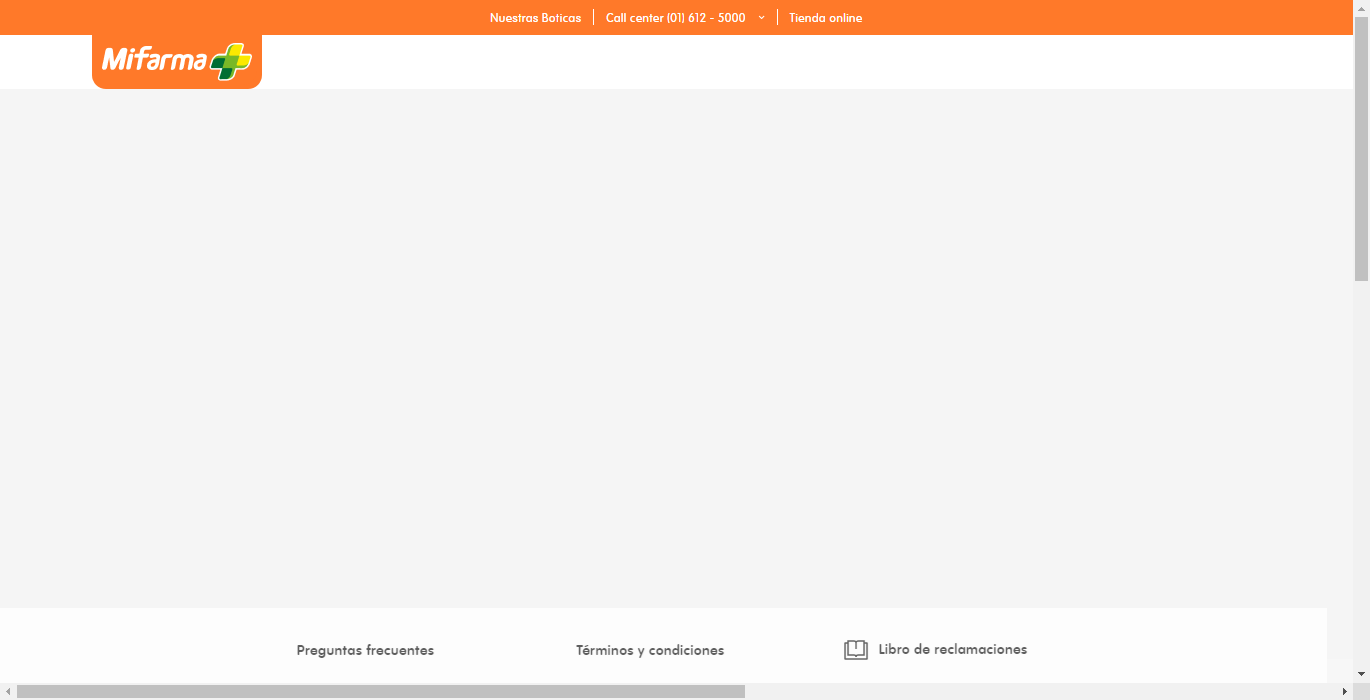 Nuestras Boticas
Call center (01) 612 - 5000
Tienda online
Mifarma
Preguntas frecuentes
Términos y condiciones
Libro de reclamaciones